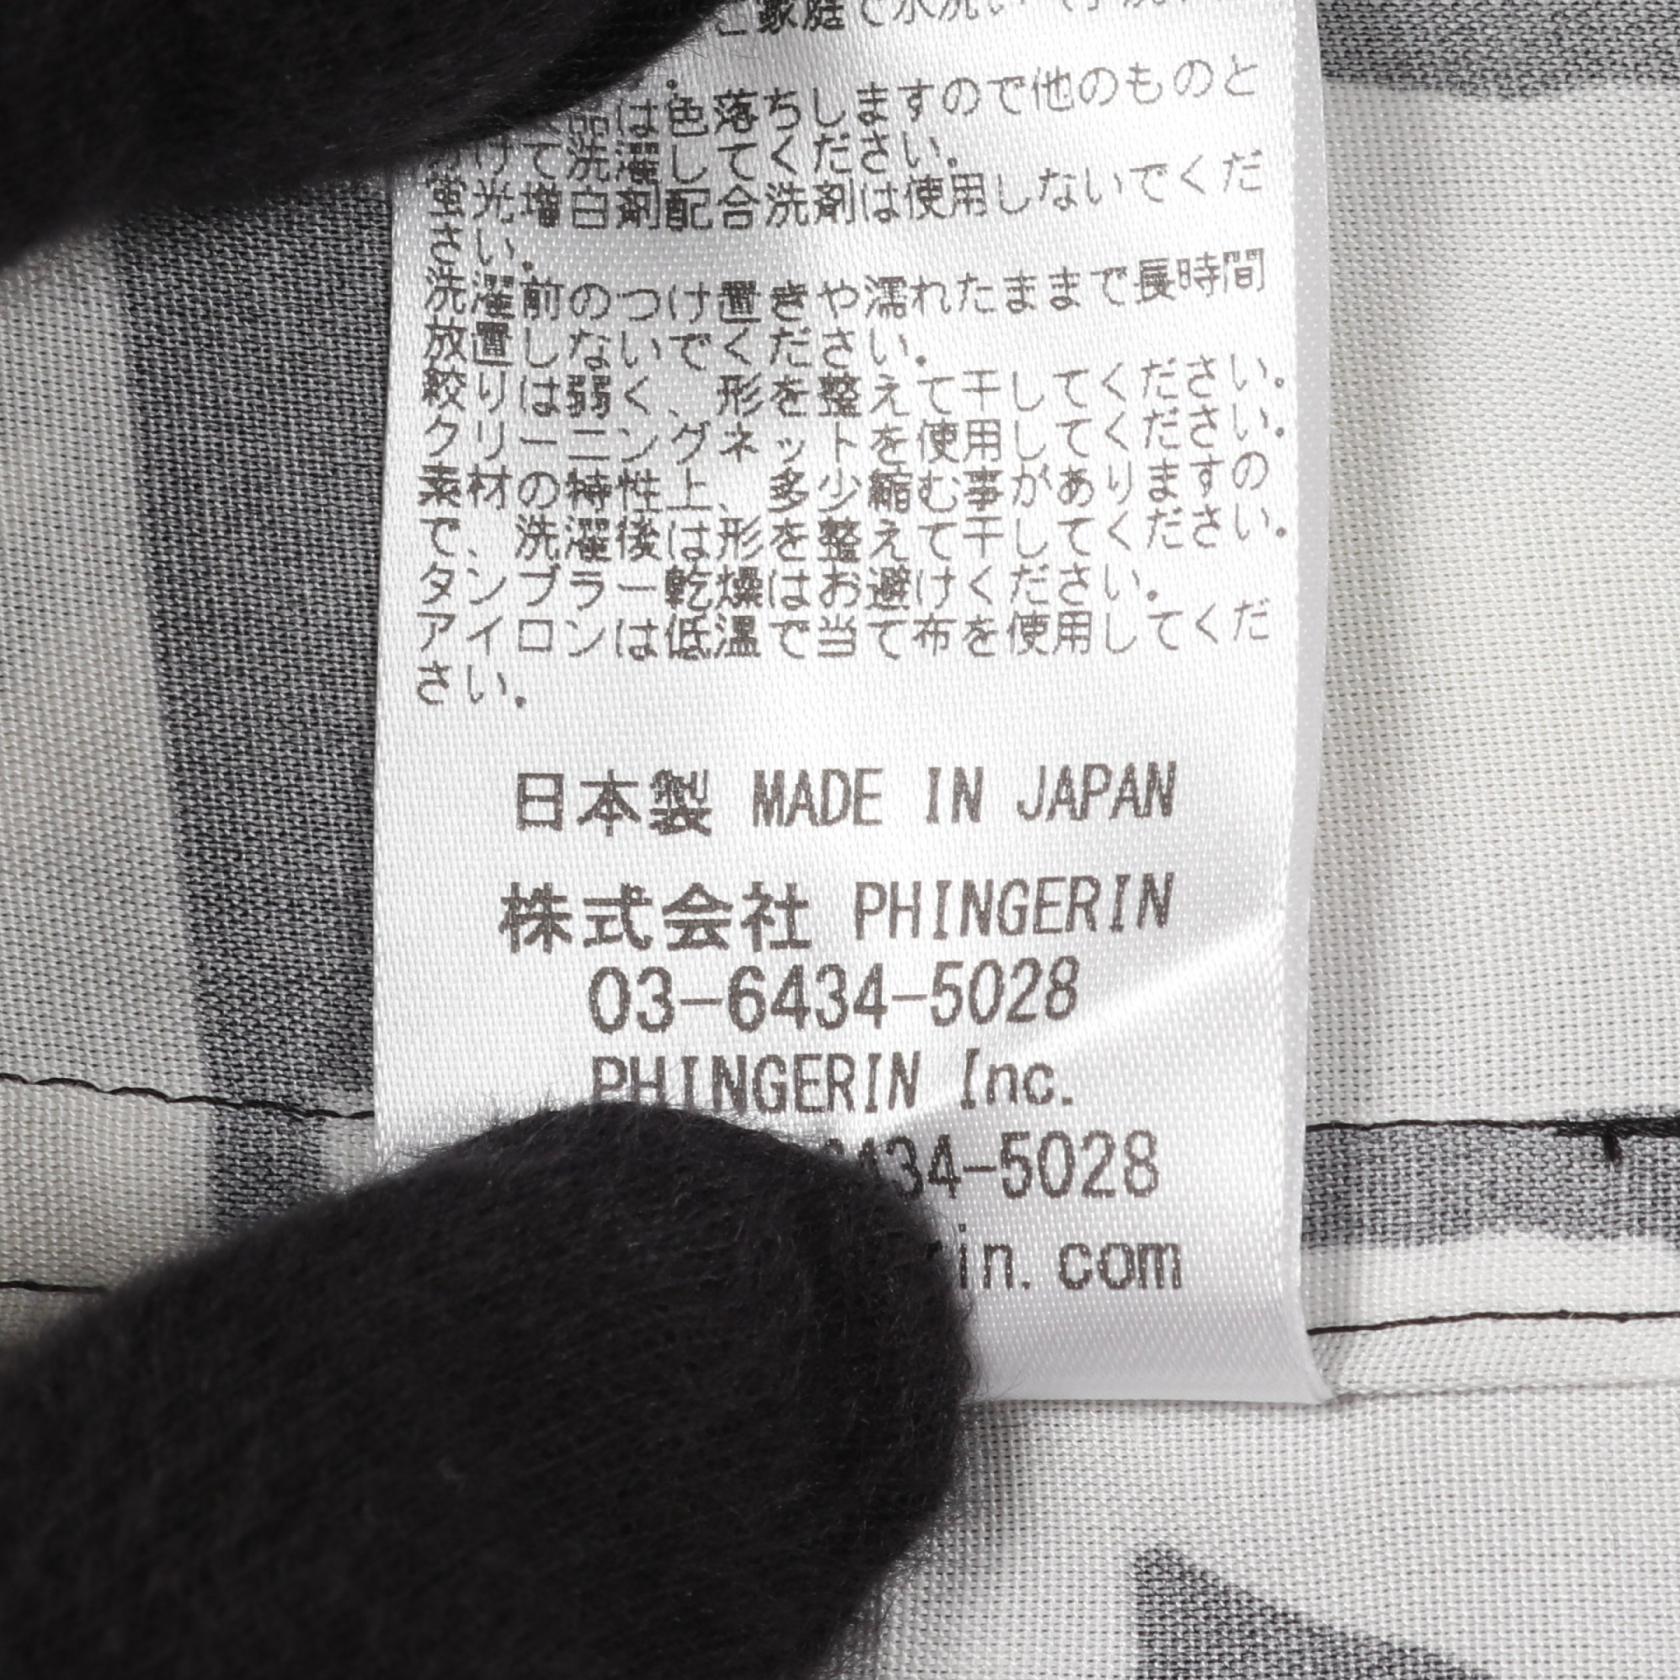 ご家庭で水洗い
品は色落ちしますので他のものと
けて洗濯してください。
蛍光増白剤配合洗剤は使用しないでくだ
さい。
洗濯前のつけ置きや濡れたままで長時間
放置しないでください。
絞りは弱く、形を整えて干してください。
クリーニングネットを使用してください。
素材の特性上、多少縮む事がありますの
で、洗濯後は形を整えて干してください。
タンブラー乾燥はお避けください。
アイロンは低温で当て布を使用してくだ
さい。
日本製 MADE IN JAPAN
株式会社 PHINGERIN
03-6434-5028
PHINGERIN Inc.
434-5028
rin.com